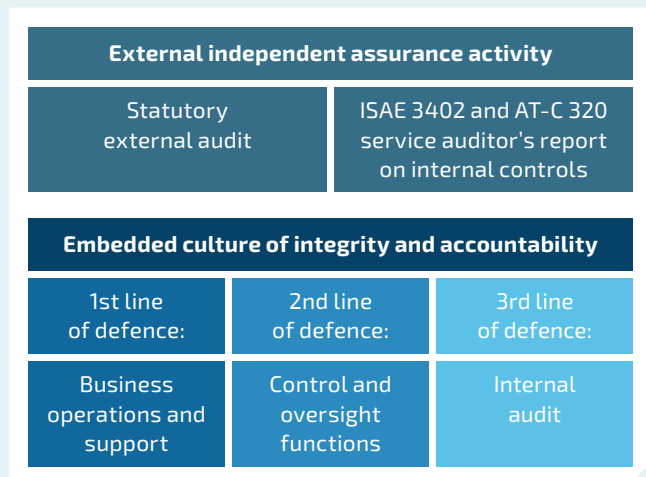 External independent assurance activity
Statutory
external audit
ISAE 3402 and AT-C 320
service auditor’s report
on internal controls
Embedded culture of integrity and accountability
1st line
of defence:
2nd line
of defence:
3rd line
of defence:
Business
operations and
support
Control and
oversight
functions
Internal
audit